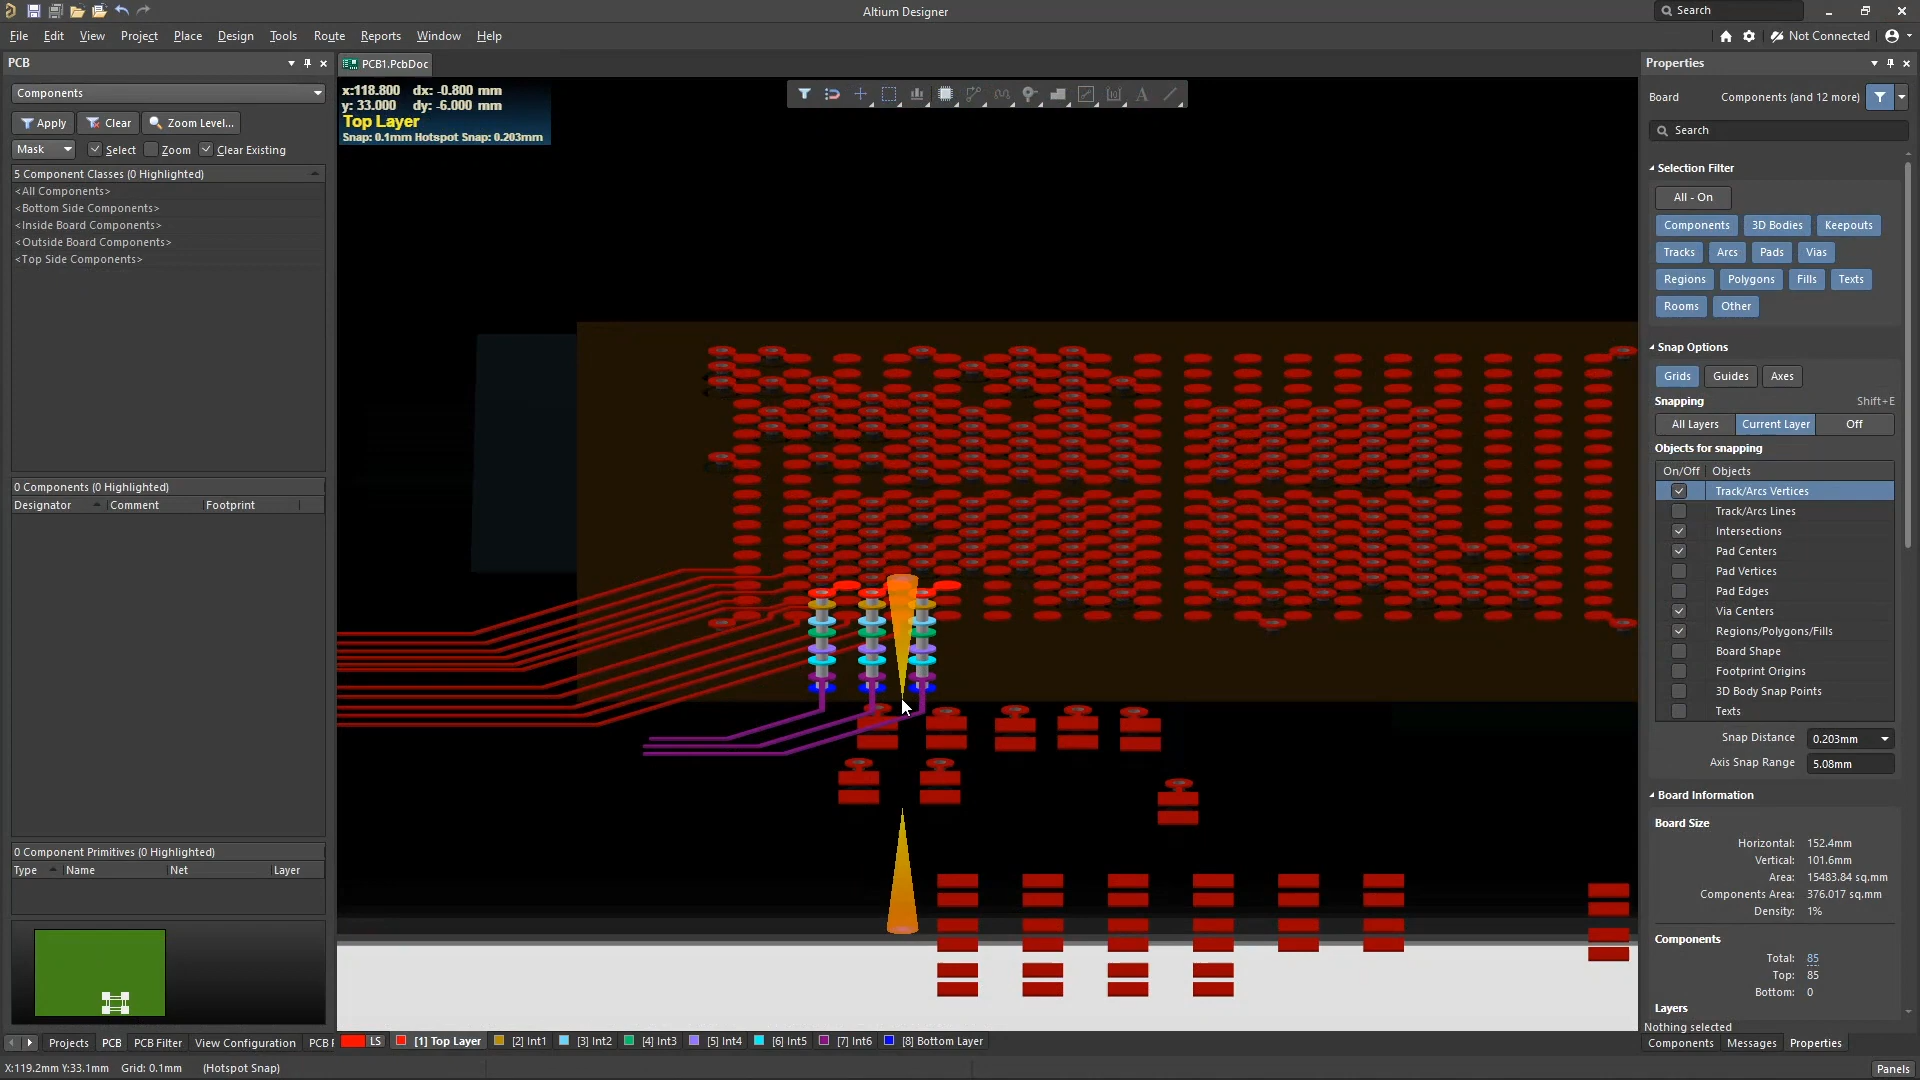 Altium Designer
Search
File Edit View Project Place Design Tools Route Reports Window Help
Not Connected
PCB
Components
Apply Clear Zoom Level...
Mask Select Zoom Clear Existing
5 Component Classes (0 Highlighted)
<All Components>
<Bottom Side Components>
<Inside Board Components>
<Outside Board Components>
<Top Side Components>
0 Components (0 Highlighted)
Designator Comment Footprint
0 Component Primitives (0 Highlighted)
Type Name Net Layer
Projects PCB PCB Filter View Configuration PCB
PCB1.PcbDoc
x:118.800 dx: -0.800 mm
y: 33.000 dy: -6.000 mm
Top Layer
Snap: 0.1mm Hotspot Snap: 0.203mm
LS [1] Top Layer [2] Int1 [3] Int2 [4] Int3 [5] Int4 [6] Int5 [7] Int6 [8] Bottom Layer
Properties
Board Components (and 12 more)
Search
Selection Filter
All - On
Components 3D Bodies Keepouts
Tracks Arcs Pads Vias
Regions Polygons Fills Texts
Rooms Other
Snap Options
Grids Guides Axes
Snapping Shift+E
All Layers Current Layer Off
Objects for snapping
On/Off Objects
Track/Arcs Vertices
Track/Arcs Lines
Intersections
Pad Centers
Pad Vertices
Pad Edges
Via Centers
Regions/Polygons/Fills
Board Shape
Footprint Origins
3D Body Snap Points
Texts
Snap Distance 0.203mm
Axis Snap Range 5.08mm
Board Information
Board Size
Horizontal: 152.4mm
Vertical: 101.6mm
Area: 15483.84 sq.mm
Components Area: 376.017 sq.mm
Density: 1%
Components
Total: 85
Top: 85
Bottom: 0
Layers
Nothing selected
Components Messages Properties
X:119.2mm Y:33.1mm Grid: 0.1mm (Hotspot Snap)
Panels